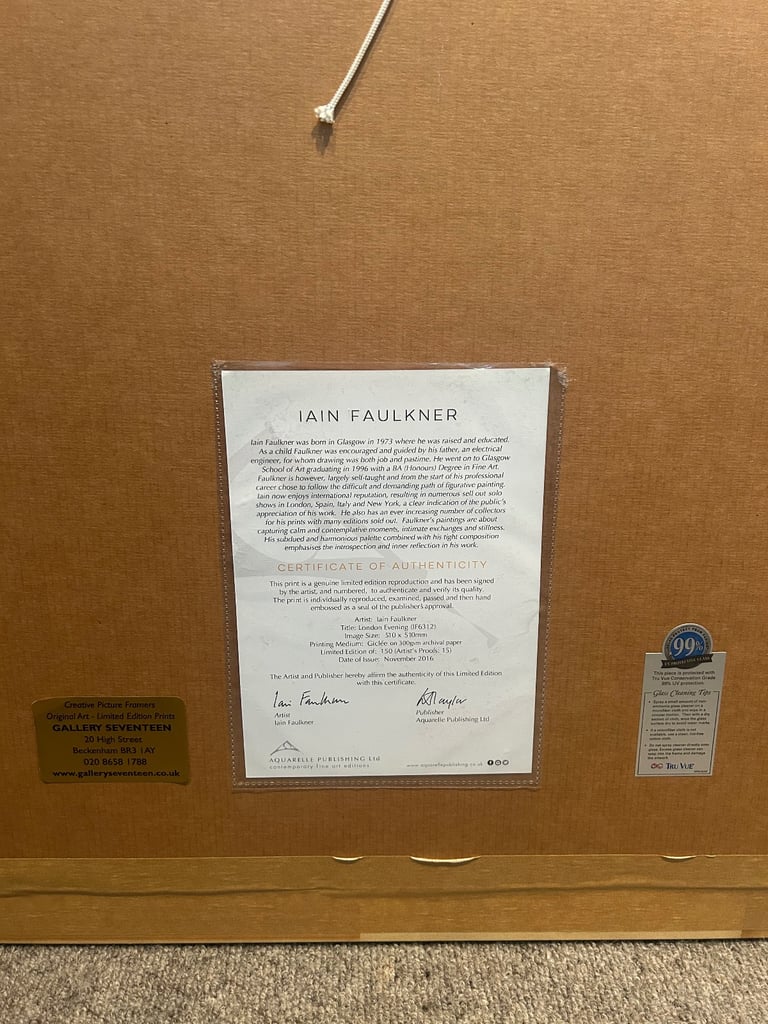 IAIN FAULKNER
Iain Faulkner was born in Glasgow in 1973 where he was raised and educated.
As a child Faulkner was encouraged and guided by his father, an electrical
engineer, for whom drawing was both job and pastime. He went on to Glasgow
School of Art graduating in 1996 with a BA (Honours) Degree in Fine Art.
Faulkner is however, largely self-taught and from the start of his professional
career chose to follow the difficult and demanding path of figurative painting.
Iain now enjoys international reputation, resulting in numerous sell out solo
shows in London, Spain, Italy and New York, a clear indication of the public's
appreciation of his work. He also has an ever increasing number of collectors
for his prints with many editions sold out. Faulkner's paintings are about
capturing calm and contemplative moments, intimate exchanges and stillness.
His subdued and harmonious palette combined with his tight composition
emphasises the introspection and inner reflection in his work.
CERTIFICATE OF AUTHENTICITY
This print is a genuine limited edition reproduction and has been signed
by the artist, and numbered, to authenticate and verify its quality.
The print is individually reproduced, examined, passed and then hand
embossed as a seal of the publisher's approval.
Artist: Iain Faulkner
Title: London Evening (IF6312)
Image Size: 510 x 510mm
Printing Medium: Giclée on 300gsm archival paper
Limited Edition of: 150 (Artist's Proofs: 15)
Date of Issue: November 2016
The Artist and Publisher hereby affirm the authenticity of this Limited Edition
with this certificate.
Iain Faulkner
Artist
Iain Faulkner
Publisher
Aquarelle Publishing Ltd
AQUARELLE PUBLISHING Ltd
contemporary fine art editions
www.aquarellepublishing.co.uk
Creative Picture Framers
Original Art - Limited Edition Prints
GALLERY SEVENTEEN
20 High Street
Beckenham BR3 1AY
020 8658 1788
www.galleryseventeen.co.uk
99%
CONSERVATION GLASS
This piece is protected with
Tru Vue Conservation Grade
99% UV protection.
Glass Cleaning Tips
TRU VUE